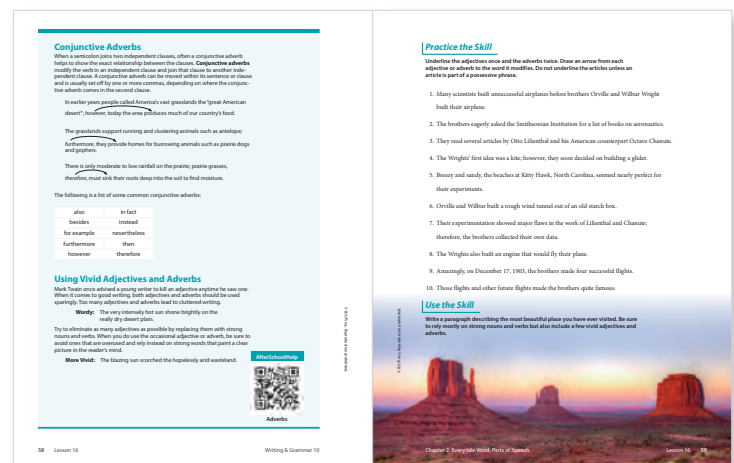 Conjunctive Adverbs
When a semicolon joins two independent clauses, often a conjunctive adverb
helps to show the exact relationship between the clauses. Conjunctive adverbs
modify the verb in an independent clause and join that clause to another inde-
pendent clause. A conjunctive adverb can be moved within its sentence or clause
and is usually set off by one or more commas, depending on where the conjunc-
tive adverb comes in the second clause.
In earlier years people called America's vast grasslands the "great American
desert"; however, today the area produces much of our country's food.
The grasslands support running and clustering animals such as antelope;
furthermore, they provide homes for burrowing animals such as prairie dogs
and gophers.
There is only moderate to low rainfall on the prairie; prairie grasses,
therefore, must sink their roots deep into the soil to find moisture.
The following is a list of some common conjunctive adverbs:
also in fact
besides instead
for example nevertheless
furthermore then
however therefore
Using Vivid Adjectives and Adverbs
Mark Twain once advised a young writer to kill an adjective anytime he saw one.
When it comes to good writing, both adjectives and adverbs should be used
sparingly. Too many adjectives and adverbs lead to cluttered writing.
Wordy: The very intensely hot sun shone brightly on the
really dry desert plain.
Try to eliminate as many adjectives as possible by replacing them with strong
nouns and verbs. When you do use the occasional adjective or adverb, be sure to
avoid ones that are overused and rely instead on strong words that paint a clear
picture in the reader's mind.
More Vivid: The blazing sun scorched the hopelessly arid wasteland.
AfterSchoolHelp
Adverbs
58 Lesson 16
Writing & Grammar 10
Practice the Skill
Underline the adjectives once and the adverbs twice. Draw an arrow from each
adjective or adverb to the word it modifies. Do not underline the articles unless an
article is part of a possessive phrase.
1. Many scientists built unsuccessful airplanes before brothers Orville and Wilbur Wright
built their airplane.
2. The brothers eagerly asked the Smithsonian Institution for a list of books on aeronautics.
3. They read several articles by Otto Lilienthal and his American counterpart Octave Chanute.
4. The Wrights' first idea was a kite; however, they soon decided on building a glider.
5. Breezy and sandy, the beaches at Kitty Hawk, North Carolina, seemed nearly perfect for
their experiments.
6. Orville and Wilbur built a rough wind tunnel out of an old starch box.
7. Their experimentation showed major flaws in the work of Lilienthal and Chanute;
therefore, the brothers collected their own data.
8. The Wrights also built an engine that would fly their plane.
9. Amazingly, on December 17, 1903, the brothers made four successful flights.
10. Those flights and other future flights made the brothers quite famous.
Use the Skill
Write a paragraph describing the most beautiful place you have ever visited. Be sure
to rely mostly on strong nouns and verbs but also include a few vivid adjectives and
adverbs.
Chapter 2: Every Idle Word: Parts of Speech
Lesson 16 59